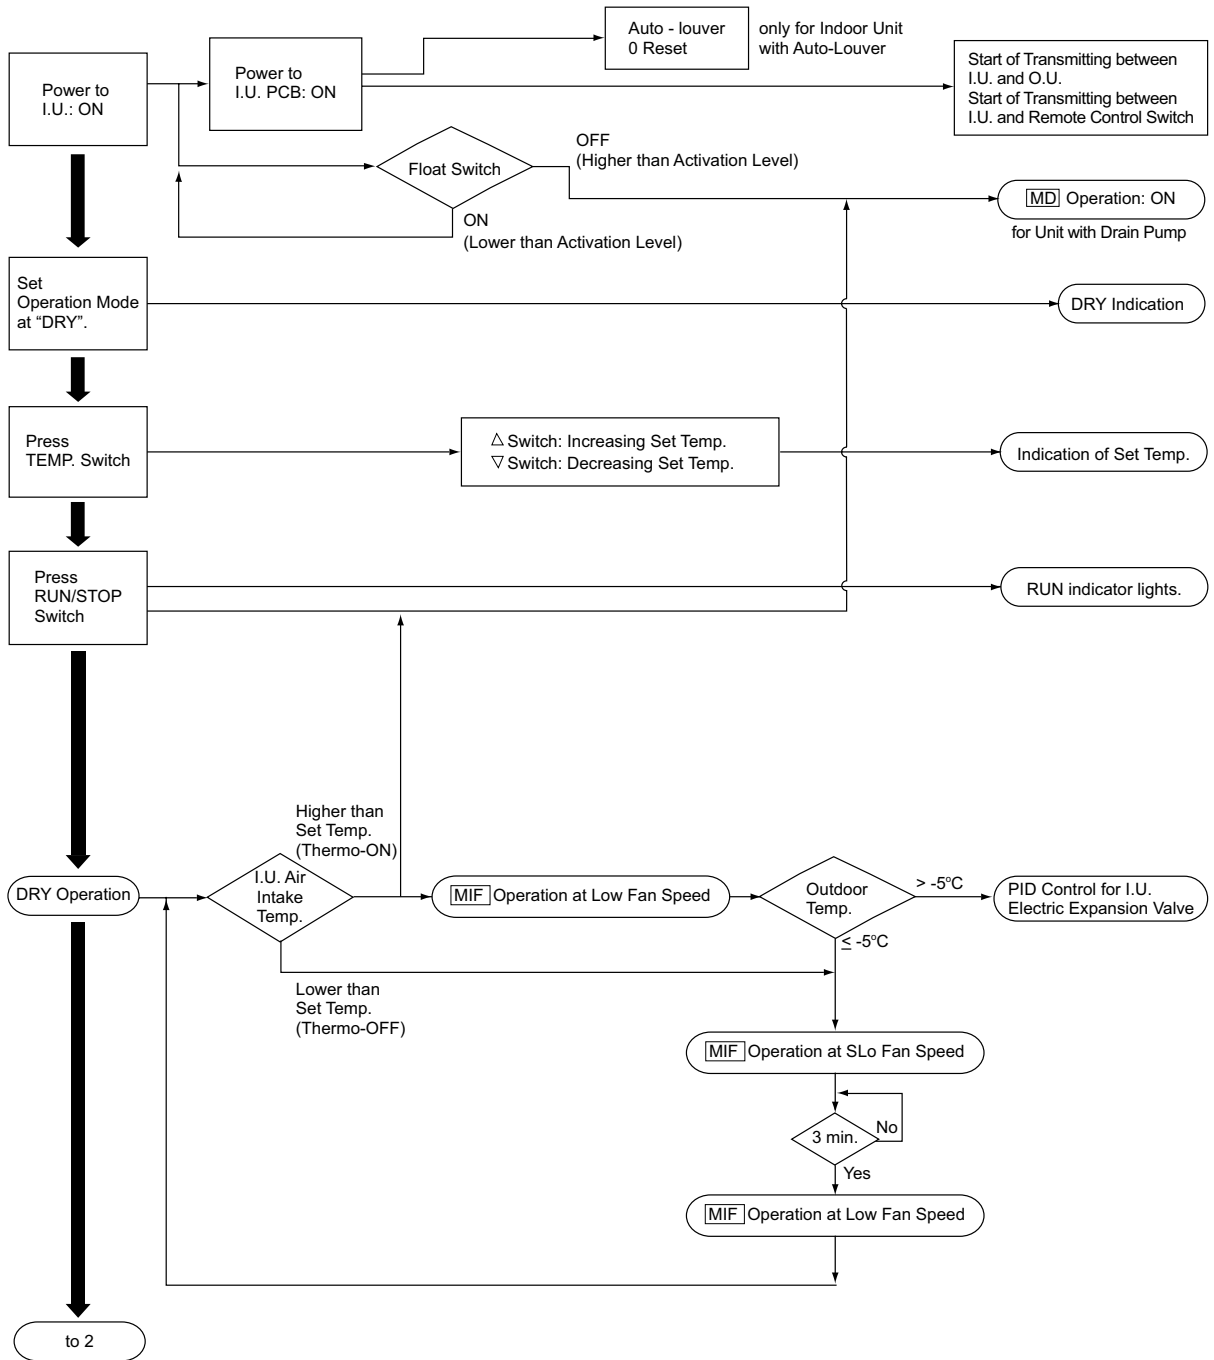 Auto - louver
0 Reset
only for Indoor Unit
with Auto-Louver
Power to
I.U.: ON
Power to
I.U. PCB: ON
Start of Transmitting between
I.U. and O.U.
Start of Transmitting between
I.U. and Remote Control Switch
Float Switch
OFF
(Higher than Activation Level)
ON
(Lower than Activation Level)
MD Operation: ON
for Unit with Drain Pump
Set
Operation Mode
at “DRY”.
DRY Indication
Press
TEMP. Switch
△ Switch: Increasing Set Temp.
▽ Switch: Decreasing Set Temp.
Indication of Set Temp.
Press
RUN/STOP
Switch
RUN indicator lights.
Higher than
Set Temp.
(Thermo-ON)
DRY Operation
I.U. Air
Intake
Temp.
MIF Operation at Low Fan Speed
Outdoor
Temp.
> -5°C
PID Control for I.U.
Electric Expansion Valve
≤ -5°C
Lower than
Set Temp.
(Thermo-OFF)
MIF Operation at SLo Fan Speed
3 min.
No
Yes
MIF Operation at Low Fan Speed
to 2